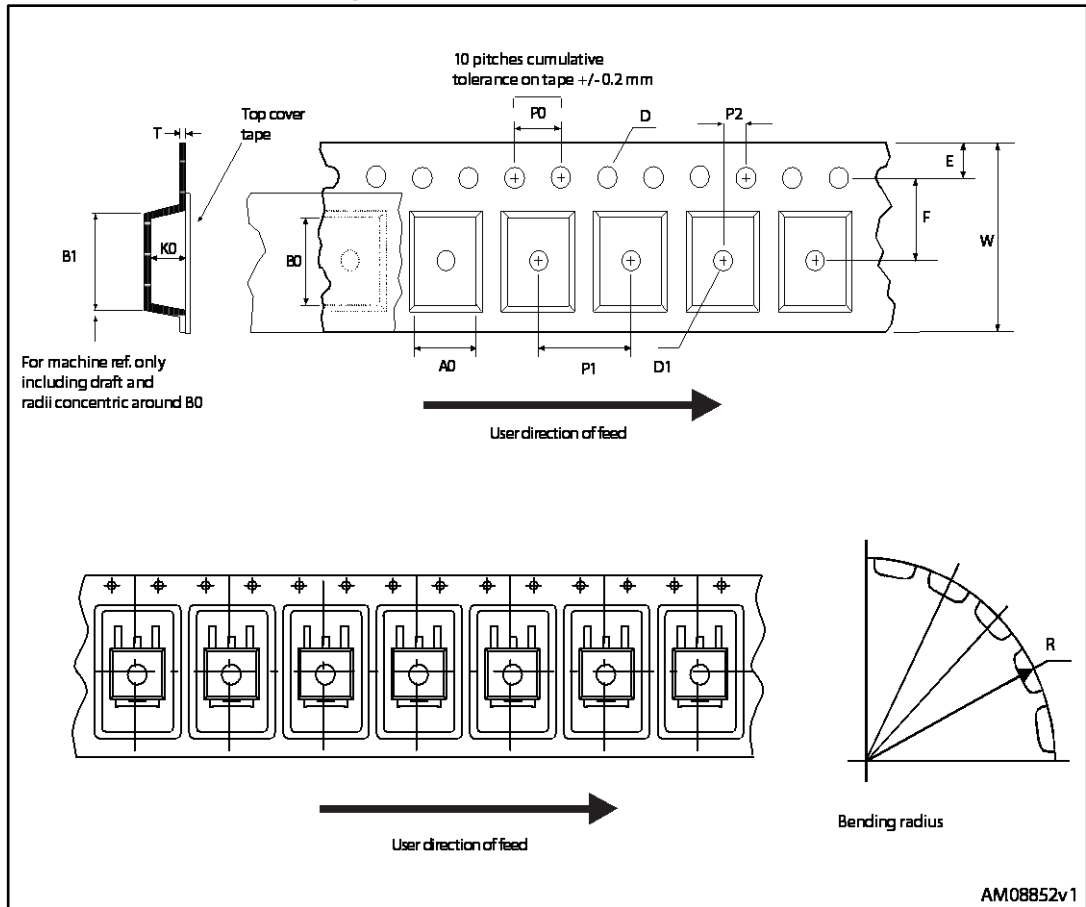 10 pitches cumulative
tolerance on tape +/- 0.2 mm
P0
D
P2
T
Top cover
tape
E
F
W
K0
B1
B0
For machine ref. only
including draft and
radii concentric around B0
A0
P1
D1
User direction of feed
R
Bending radius
User direction of feed
AM08852v1